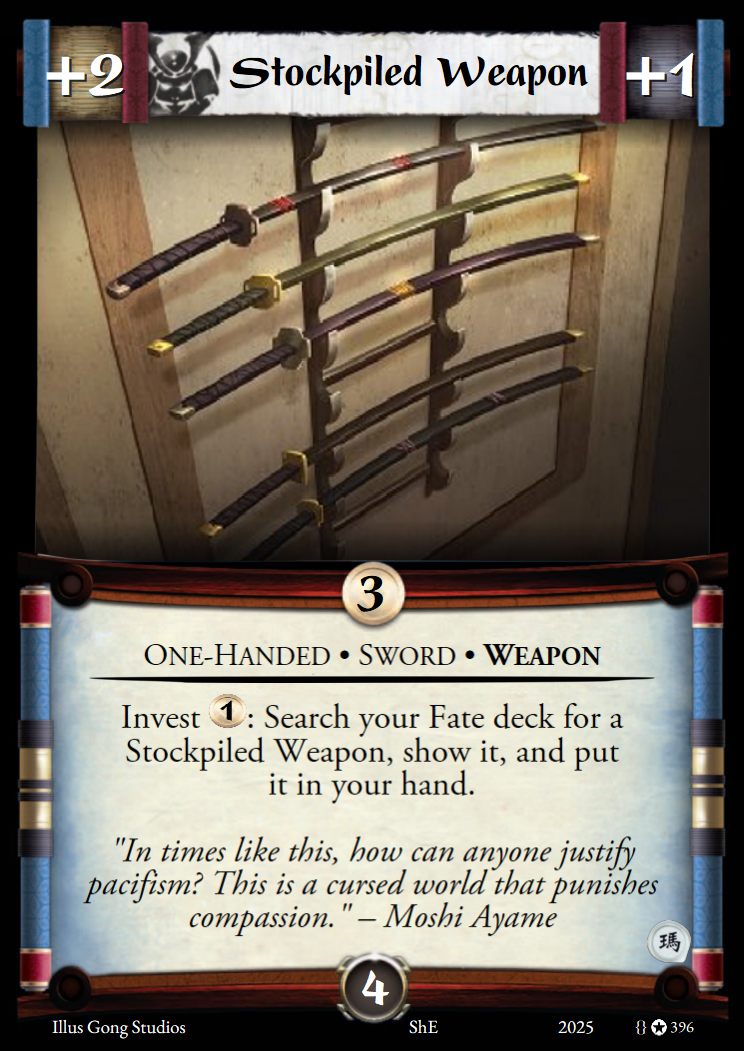 +2 Stockpiled Weapon +1
3
One-Handed • Sword • Weapon
Invest 1: Search your Fate deck for a
Stockpiled Weapon, show it, and put
it in your hand.
"In times like this, how can anyone justify
pacifism? This is a cursed world that punishes
compassion." – Moshi Ayame
瑪
4
Illus Gong Studios ShE 2025 {} ✪ 396